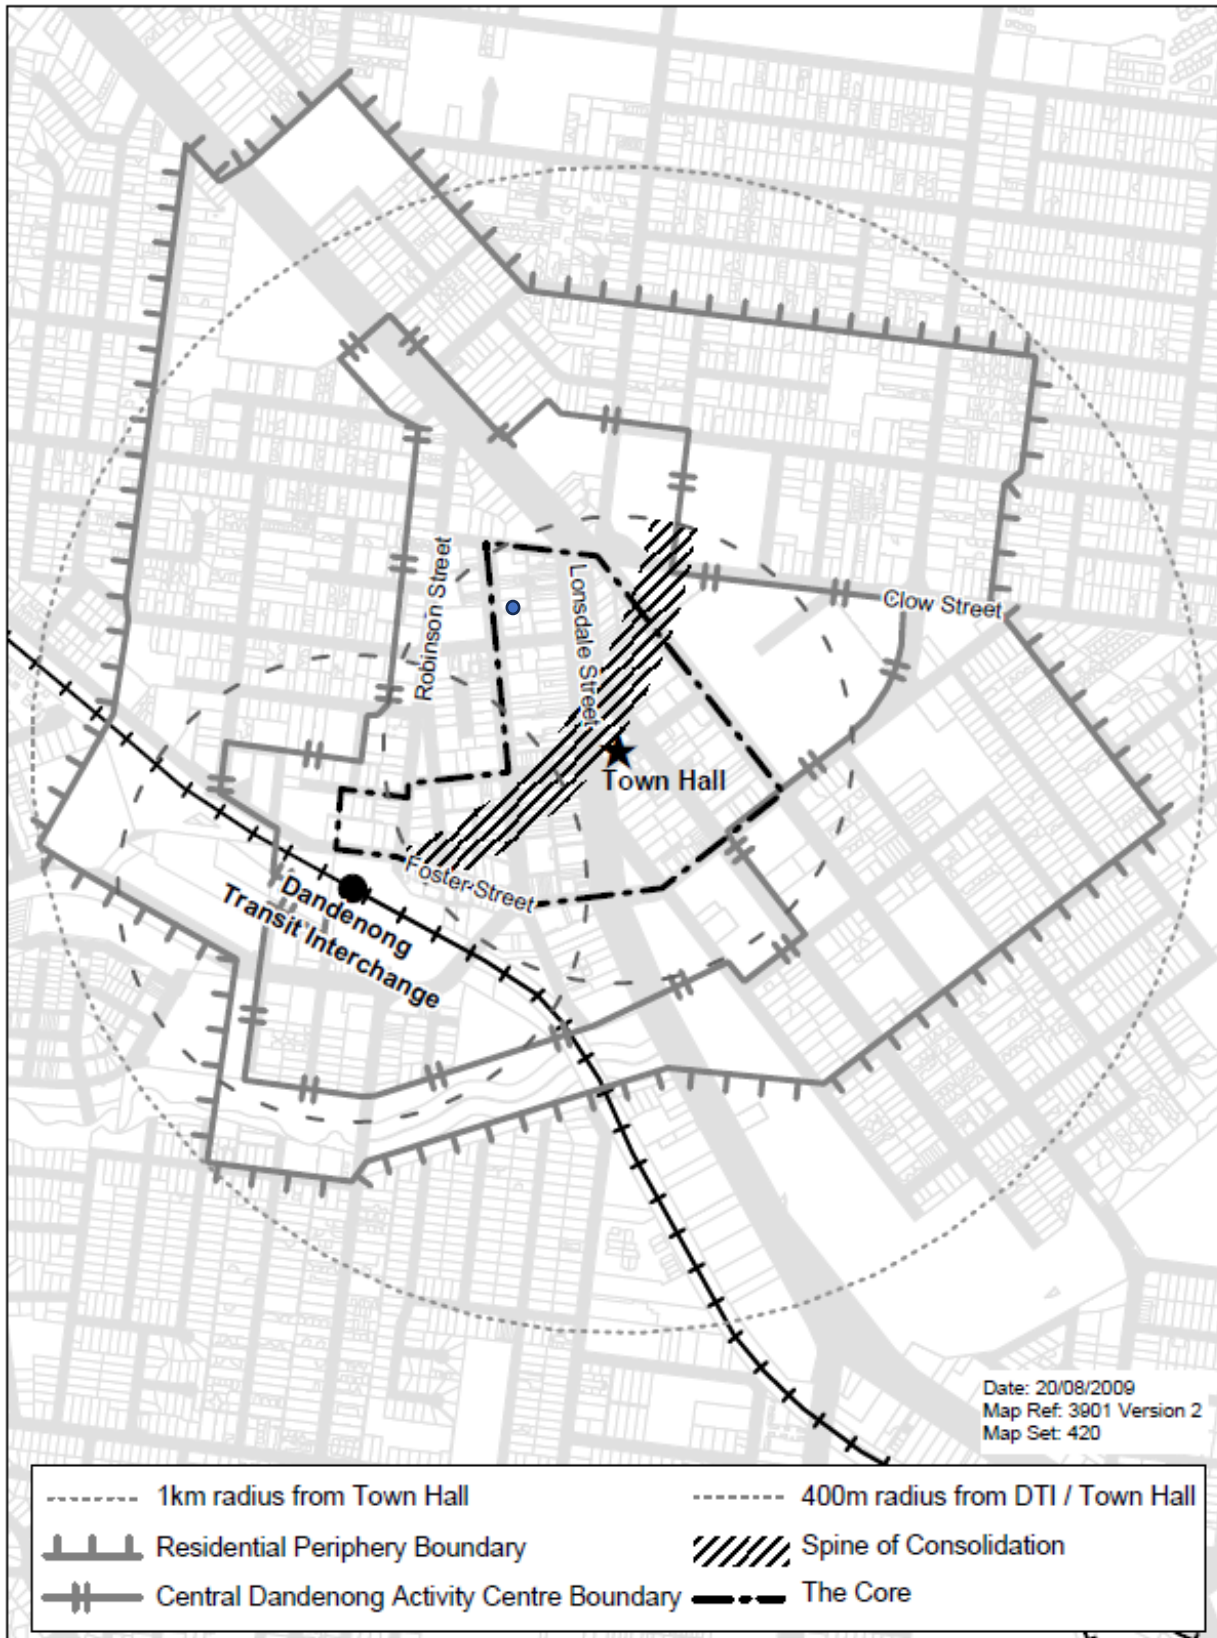 Robinson Street
Lonsdale Street
Clow Street
Town Hall
Foster Street
Dandenong
Transit Interchange
Date: 20/08/2009
Map Ref: 3901 Version 2
Map Set: 420
1km radius from Town Hall
400m radius from DTI / Town Hall
Residential Periphery Boundary
Spine of Consolidation
Central Dandenong Activity Centre Boundary
The Core